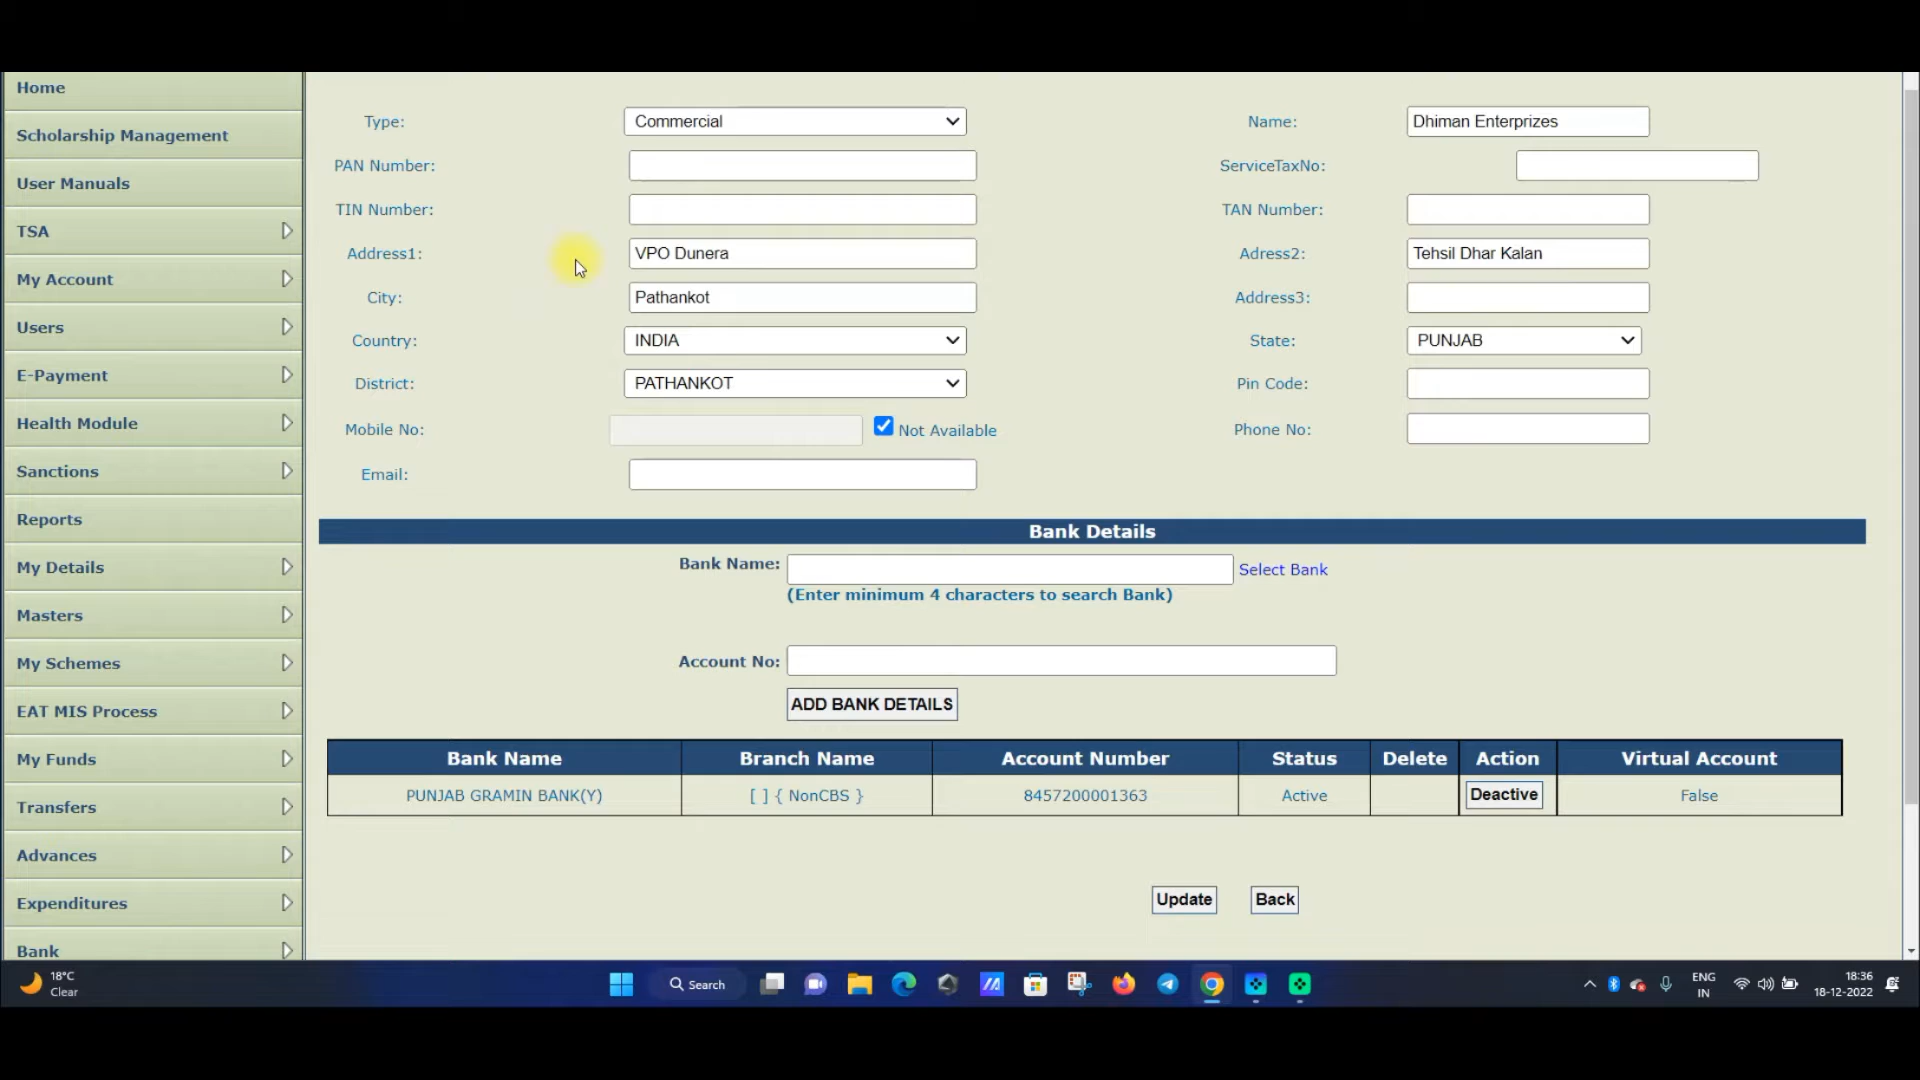 Home
Scholarship Management
User Manuals
TSA
My Account
Users
E-Payment
Health Module
Sanctions
Reports
My Details
Masters
My Schemes
EAT MIS Process
My Funds
Transfers
Advances
Expenditures
Bank
Type: Commercial Name: Dhiman Enterprizes
PAN Number: ServiceTaxNo:
TIN Number: TAN Number:
Address1: VPO Dunera Adress2: Tehsil Dhar Kalan
City: Pathankot Address3:
Country: INDIA State: PUNJAB
District: PATHANKOT Pin Code:
Mobile No: Not Available Phone No:
Email:
Bank Details
Bank Name: Select Bank
(Enter minimum 4 characters to search Bank)
Account No:
ADD BANK DETAILS
Bank Name Branch Name Account Number Status Delete Action Virtual Account
PUNJAB GRAMIN BANK(Y) [ ] { NonCBS } 8457200001363 Active Deactive False
Update Back
18°C
Clear
Search
ENG
IN
18:36
18-12-2022